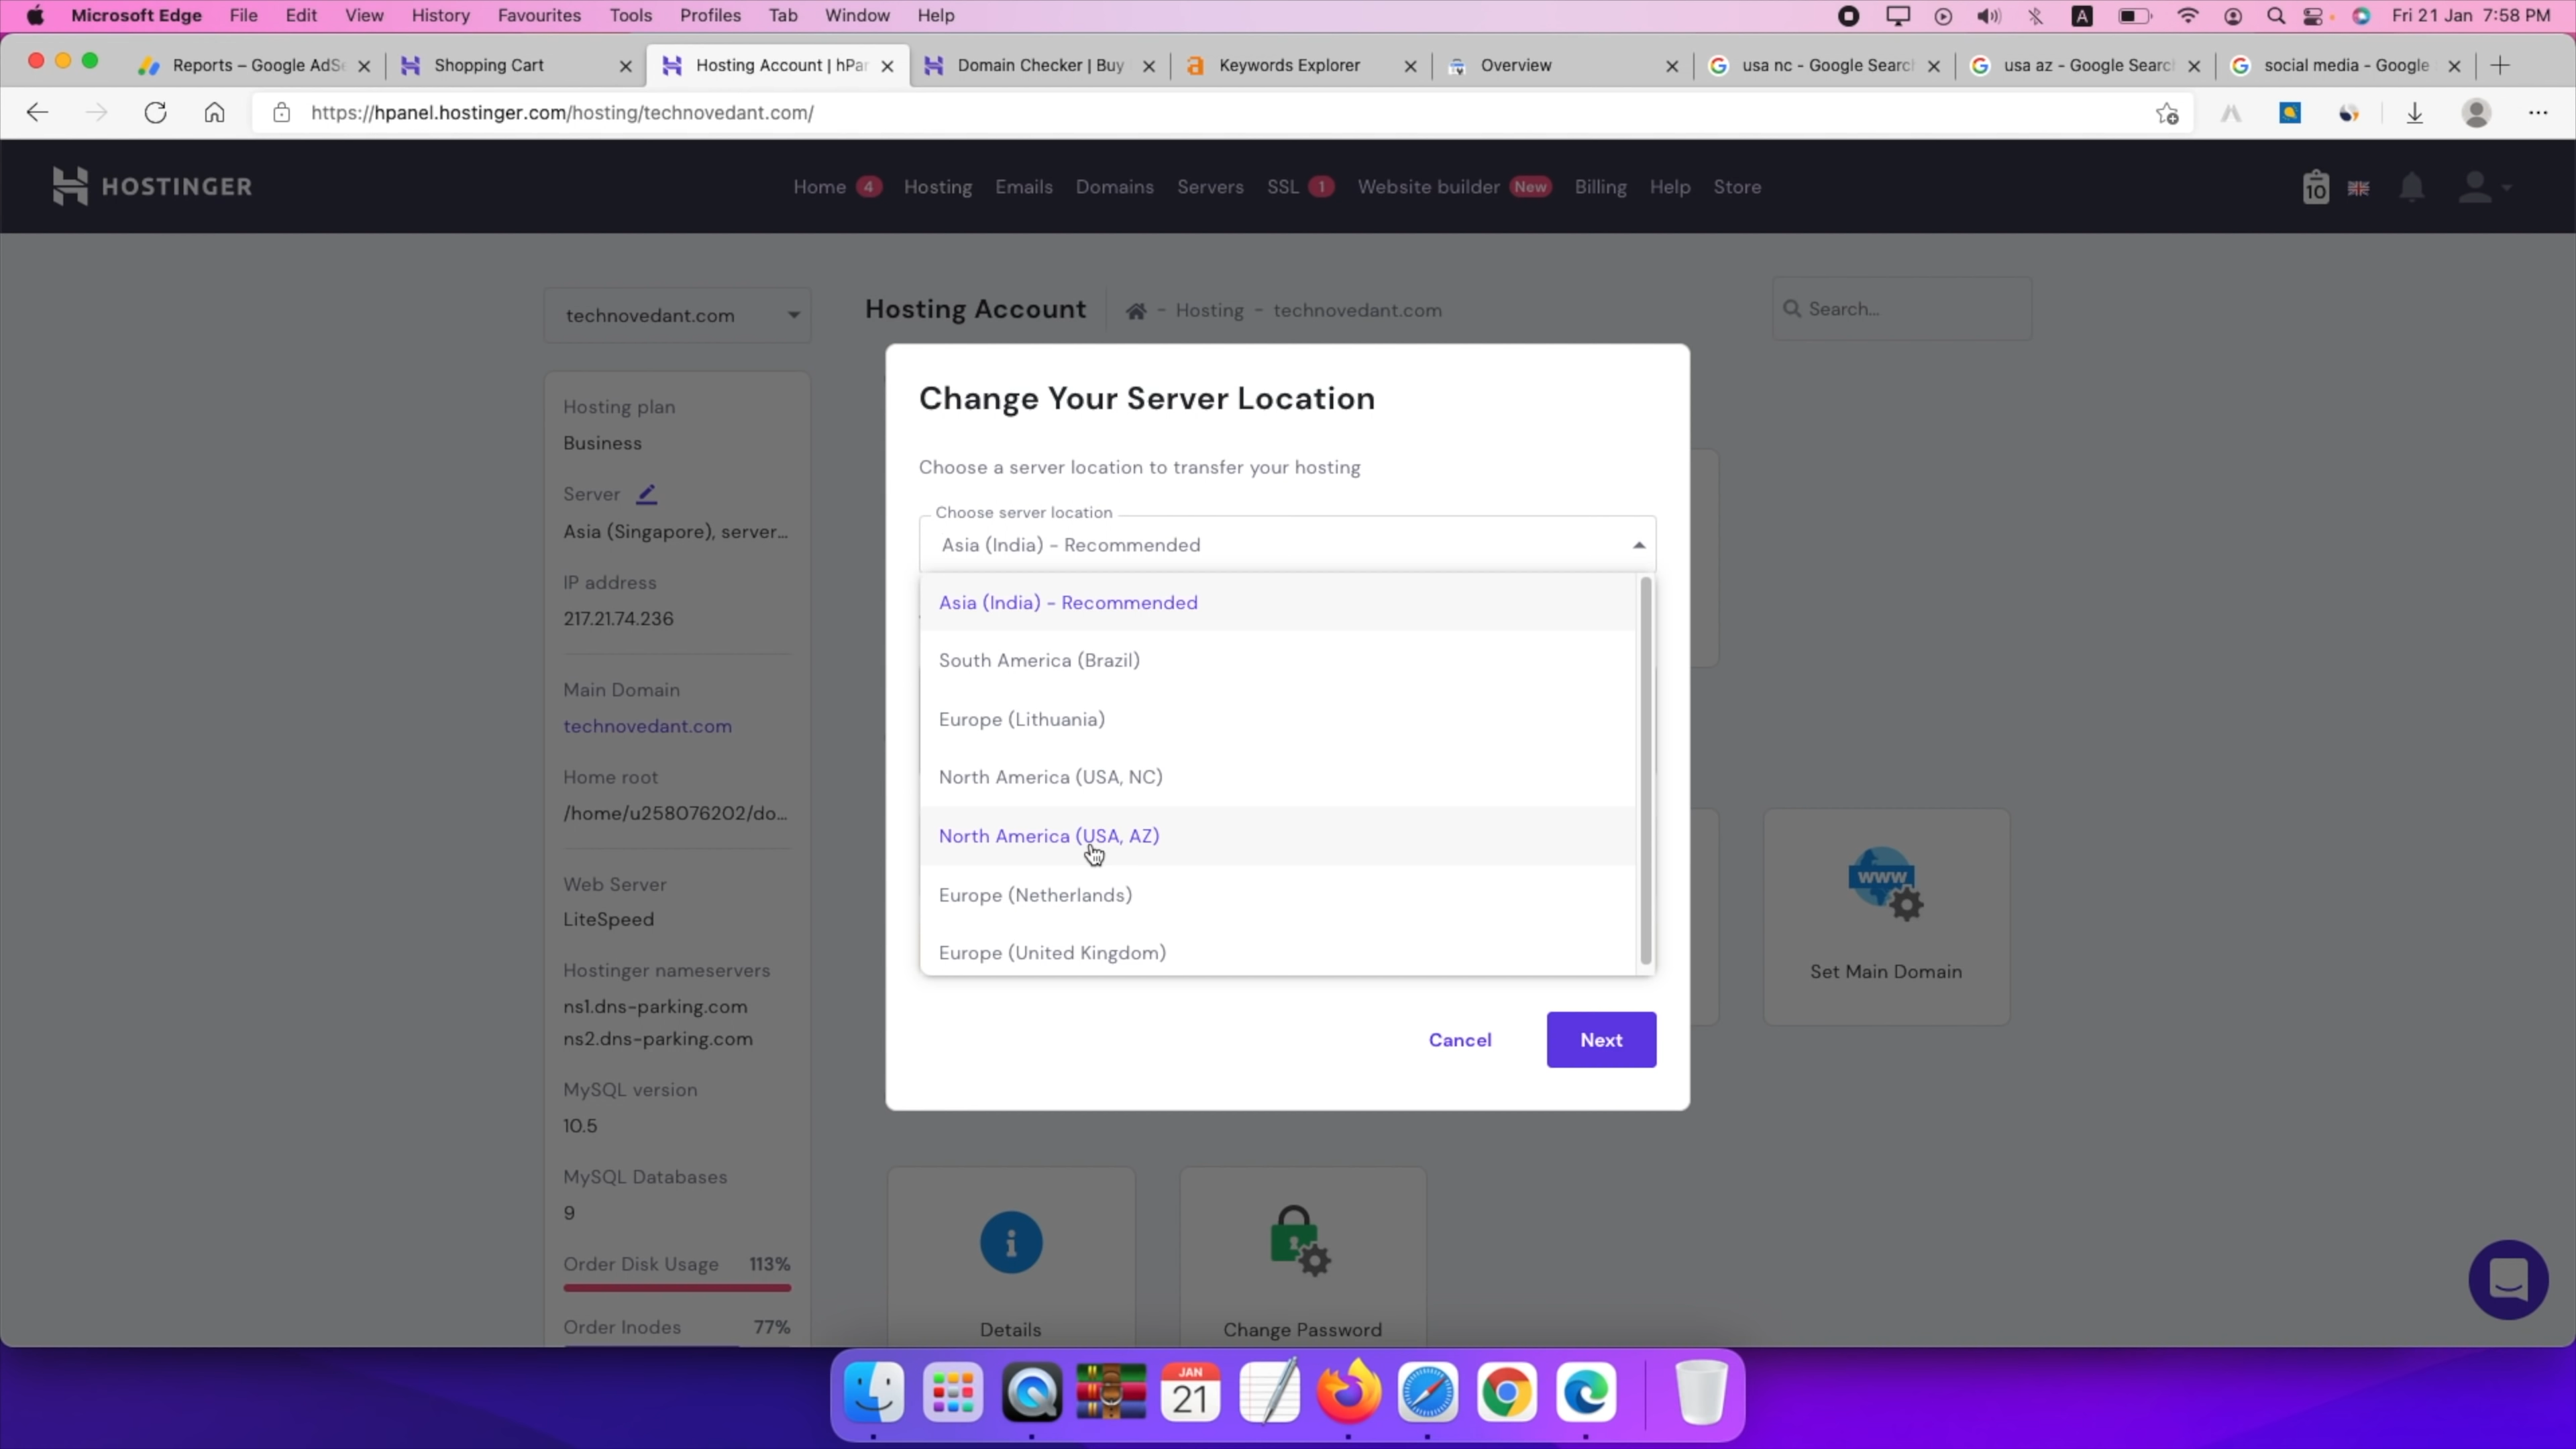 Microsoft Edge File Edit View History Favourites Tools Profiles Tab Window Help A Fri 21 Jan 7:58 PM
Reports – Google AdSe Shopping Cart Hosting Account | hPan Domain Checker | Buy Keywords Explorer Overview usa nc - Google Search usa az - Google Search social media - Google
https://hpanel.hostinger.com/hosting/technovedant.com/
HOSTINGER Home 4 Hosting Emails Domains Servers SSL 1 Website builder New Billing Help Store 10
technovedant.com
Hosting Account - Hosting - technovedant.com
Search...
Hosting plan
Business
Server
Asia (Singapore), server...
IP address
217.21.74.236
Main Domain
technovedant.com
Home root
/home/u258076202/do...
Web Server
LiteSpeed
Hostinger nameservers
ns1.dns-parking.com
ns2.dns-parking.com
MySQL version
10.5
MySQL Databases
9
Order Disk Usage 113%
Order Inodes 77%
Change Your Server Location
Choose a server location to transfer your hosting
Choose server location
Asia (India) - Recommended
Asia (India) - Recommended
South America (Brazil)
Europe (Lithuania)
North America (USA, NC)
North America (USA, AZ)
Europe (Netherlands)
Europe (United Kingdom)
Cancel Next
www
Set Main Domain
Details
Change Password
JAN
21